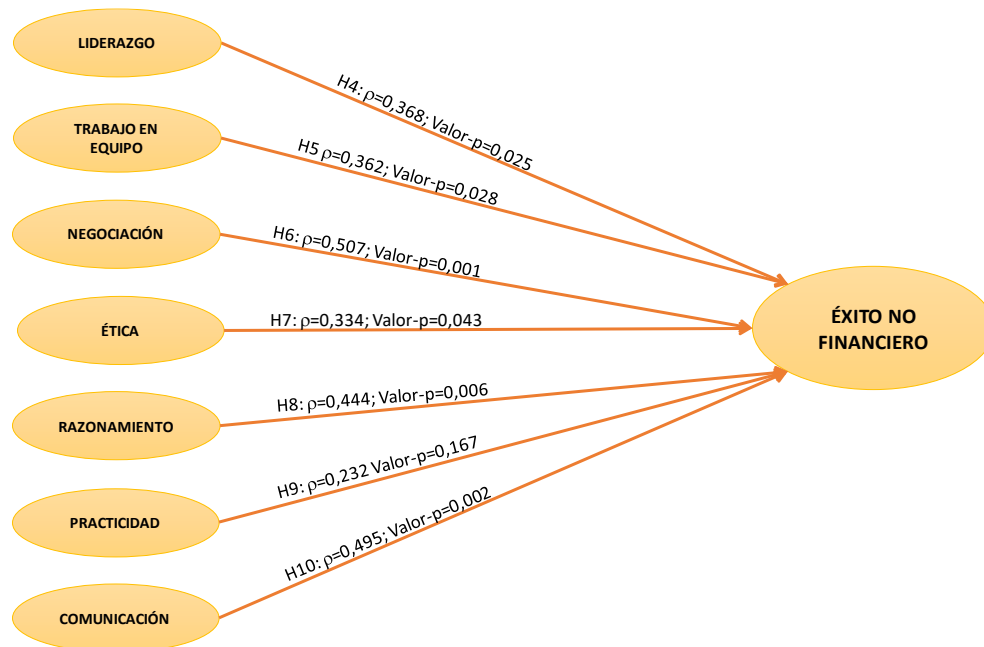 LIDERAZGO
H4: ρ=0,368; Valor-p=0,025
TRABAJO EN
EQUIPO
H5 ρ=0,362; Valor-p=0,028
NEGOCIACIÓN
H6: ρ=0,507; Valor-p=0,001
ÉTICA
H7: ρ=0,334; Valor-p=0,043
ÉXITO NO
FINANCIERO
RAZONAMIENTO
H8: ρ=0,444; Valor-p=0,006
PRACTICIDAD
H9: ρ=0,232 Valor-p=0,167
COMUNICACIÓN
H10: ρ=0,495; Valor-p=0,002